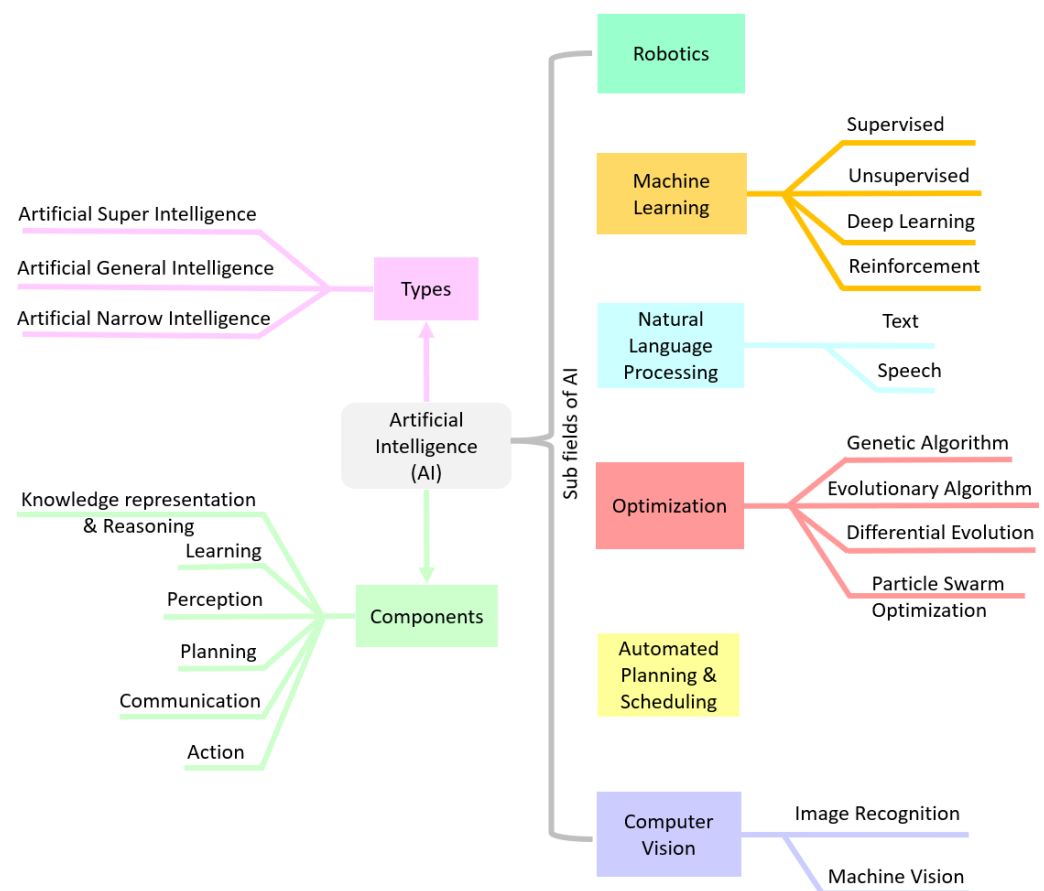 Artificial Super Intelligence
Artificial General Intelligence
Artificial Narrow Intelligence
Types
Artificial
Intelligence
(AI)
Knowledge representation
& Reasoning
Learning
Perception
Planning
Communication
Action
Components
Sub fields of AI
Robotics
Machine
Learning
Supervised
Unsupervised
Deep Learning
Reinforcement
Natural
Language
Processing
Text
Speech
Optimization
Genetic Algorithm
Evolutionary Algorithm
Differential Evolution
Particle Swarm
Optimization
Automated
Planning &
Scheduling
Computer
Vision
Image Recognition
Machine Vision